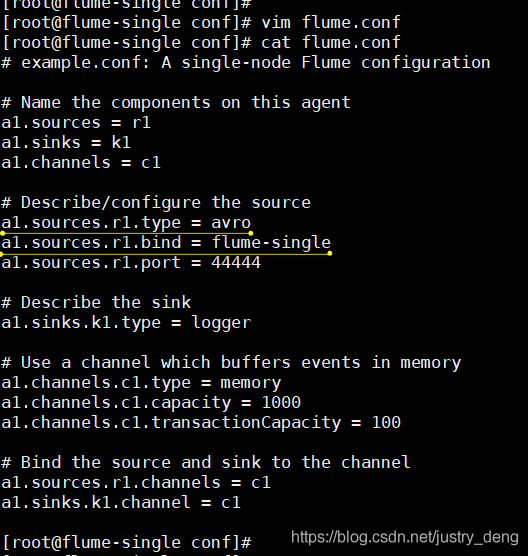 [root@flume-single conf]#
[root@flume-single conf]# vim flume.conf
[root@flume-single conf]# cat flume.conf
# example.conf: A single-node Flume configuration
# Name the components on this agent
a1.sources = r1
a1.sinks = k1
a1.channels = c1
# Describe/configure the source
a1.sources.r1.type = avro
a1.sources.r1.bind = flume-single
a1.sources.r1.port = 44444
# Describe the sink
a1.sinks.k1.type = logger
# Use a channel which buffers events in memory
a1.channels.c1.type = memory
a1.channels.c1.capacity = 1000
a1.channels.c1.transactionCapacity = 100
# Bind the source and sink to the channel
a1.sources.r1.channels = c1
a1.sinks.k1.channel = c1
[root@flume-single conf]#
https://blog.csdn.net/justry_deng